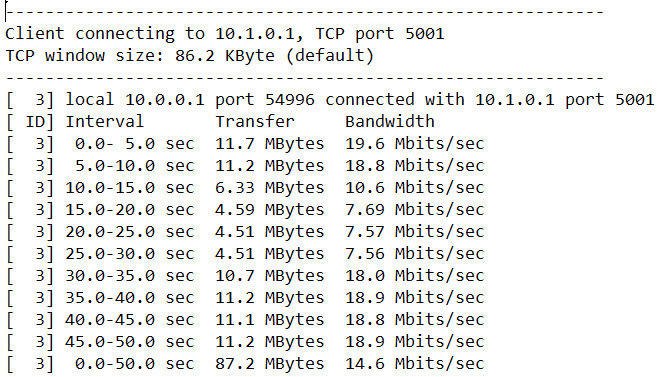 ------------------------------------------------------------
Client connecting to 10.1.0.1, TCP port 5001
TCP window size: 86.2 KByte (default)
------------------------------------------------------------
[  3] local 10.0.0.1 port 54996 connected with 10.1.0.1 port 5001
[ ID] Interval       Transfer     Bandwidth
[  3]  0.0- 5.0 sec  11.7 MBytes  19.6 Mbits/sec
[  3]  5.0-10.0 sec  11.2 MBytes  18.8 Mbits/sec
[  3] 10.0-15.0 sec  6.33 MBytes  10.6 Mbits/sec
[  3] 15.0-20.0 sec  4.59 MBytes  7.69 Mbits/sec
[  3] 20.0-25.0 sec  4.51 MBytes  7.57 Mbits/sec
[  3] 25.0-30.0 sec  4.51 MBytes  7.56 Mbits/sec
[  3] 30.0-35.0 sec  10.7 MBytes  18.0 Mbits/sec
[  3] 35.0-40.0 sec  11.2 MBytes  18.9 Mbits/sec
[  3] 40.0-45.0 sec  11.1 MBytes  18.8 Mbits/sec
[  3] 45.0-50.0 sec  11.2 MBytes  18.9 Mbits/sec
[  3]  0.0-50.0 sec  87.2 MBytes  14.6 Mbits/sec